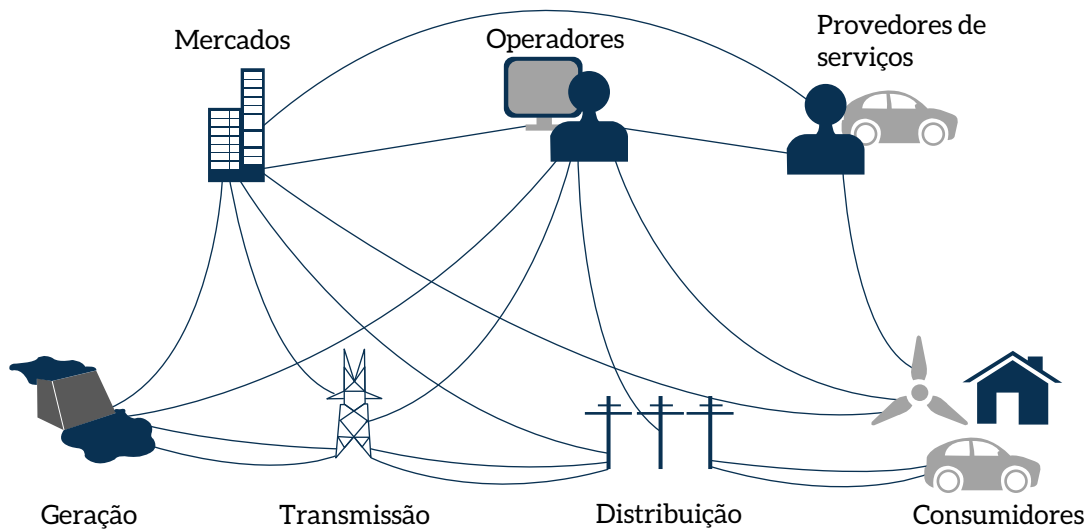 Mercados
Operadores
Provedores de
serviços
Geração
Transmissão
Distribuição
Consumidores